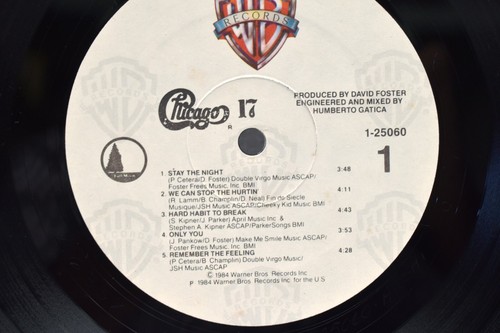 RECORDS
Chicago 17
R
PRODUCED BY DAVID FOSTER
ENGINEERED AND MIXED BY
HUMBERTO GATICA
1-25060
1
Full Moon
1. STAY THE NIGHT
(P Cetera/D. Foster) Double Virgo Music ASCAP/ 3:48
Foster Frees Music, Inc. BMI
2. WE CAN STOP THE HURTIN'
(R. Lamm/B. Champlin/D. Neal) Fin m Siecle 4:11
Musique/JSH Music ASCAP/Cheeky Kid Music BMI
3. HARD HABIT TO BREAK
(S. Kipner/J Parker) April Music Inc & 4:43
Stephen A. Kipner ASCAP/ParkerSongs BMI
4. ONLY YOU
(J. Pankow/D. Foster) Make Me Smile Music ASCAP/ 3:53
Foster Frees Music, Inc. BMI
5. REMEMBER THE FEELING
(P Cetera/B. Champlin) Double Virgo Music/ 4:28
JSH Music ASCAP
© 1984 Warner Bros. Records Inc
P 1984 Warner Bros. Records Inc for the U S